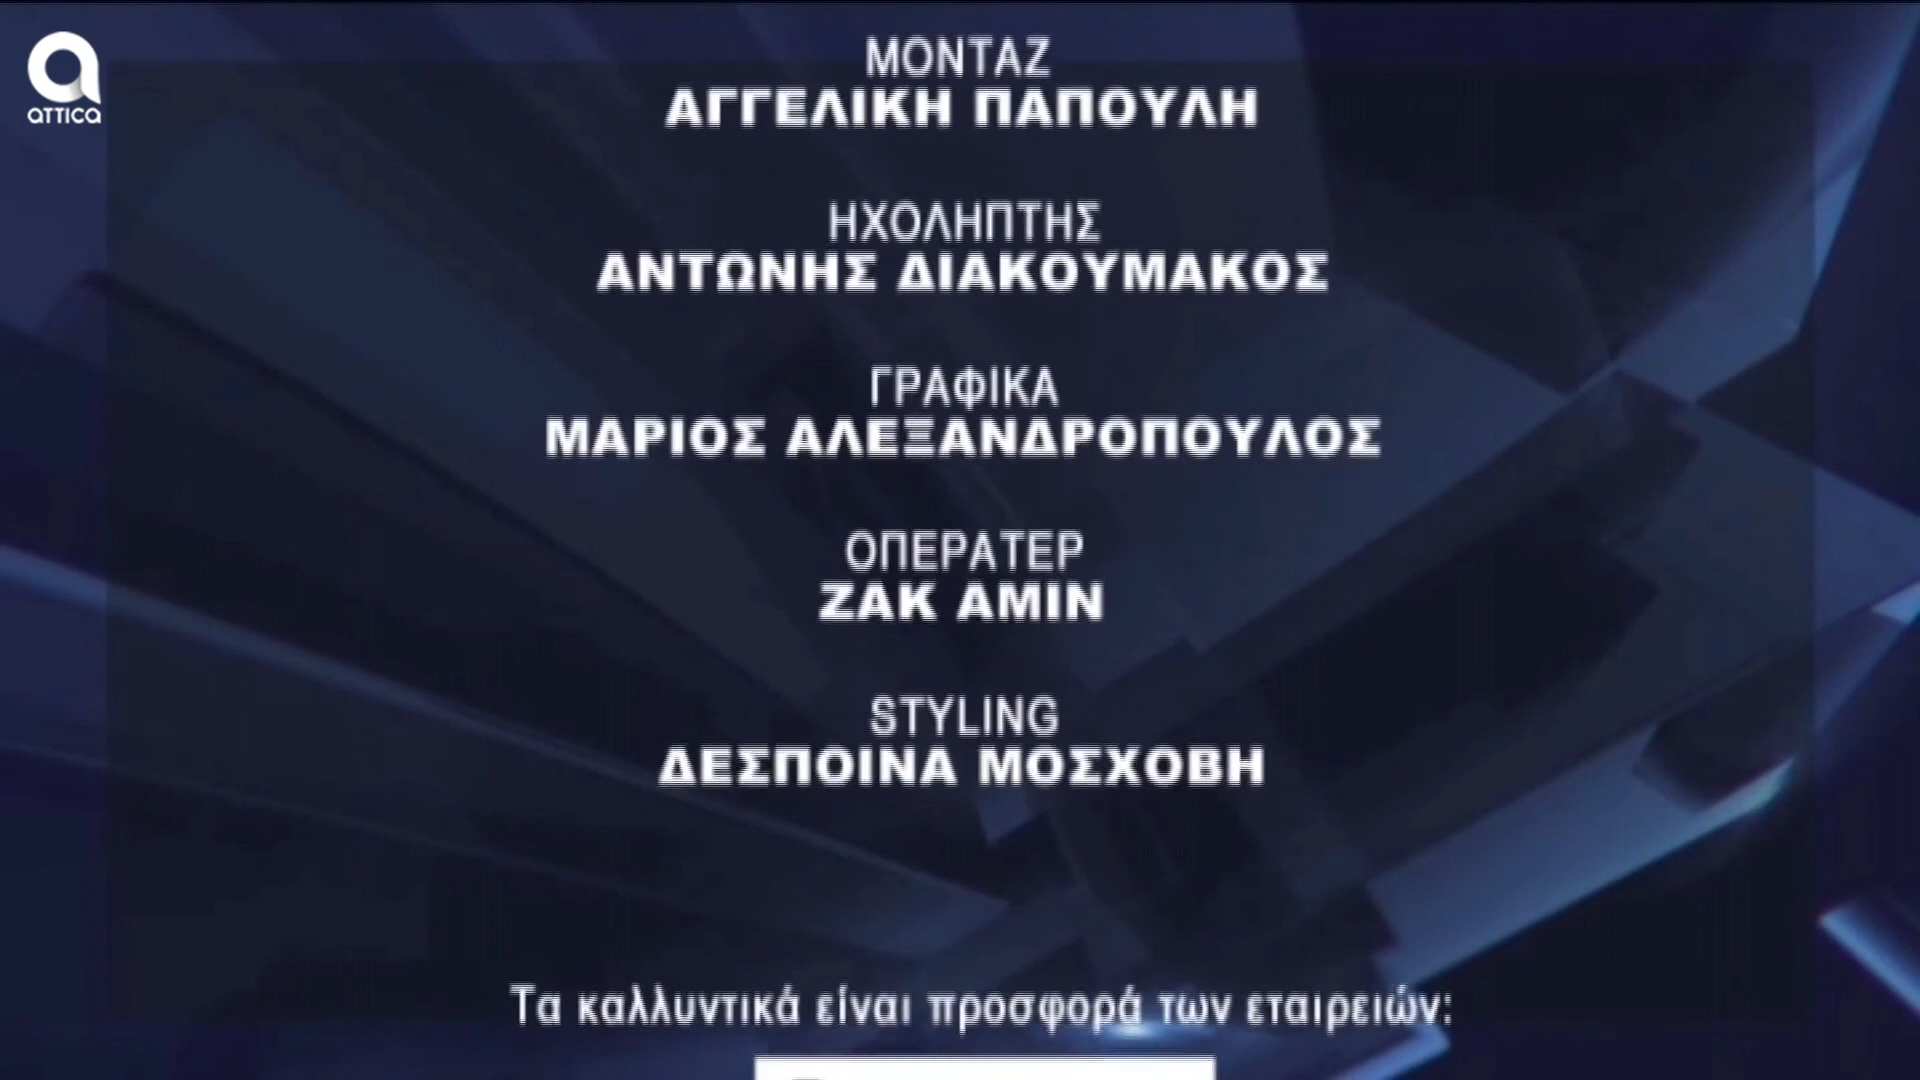 attica
ΜΟΝΤΑΖ
ΑΓΓΕΛΙΚΗ ΠΑΠΟΥΛΗ
ΗΧΟΛΗΠΤΗΣ
ΑΝΤΩΝΗΣ ΔΙΑΚΟΥΜΑΚΟΣ
ΓΡΑΦΙΚΑ
ΜΑΡΙΟΣ ΑΛΕΞΑΝΔΡΟΠΟΥΛΟΣ
ΟΠΕΡΑΤΕΡ
ΖΑΚ ΑΜΙΝ
STYLING
ΔΕΣΠΟΙΝΑ ΜΟΣΧΟΒΗ
Τα καλλυντικά είναι προσφορά των εταιρειών: